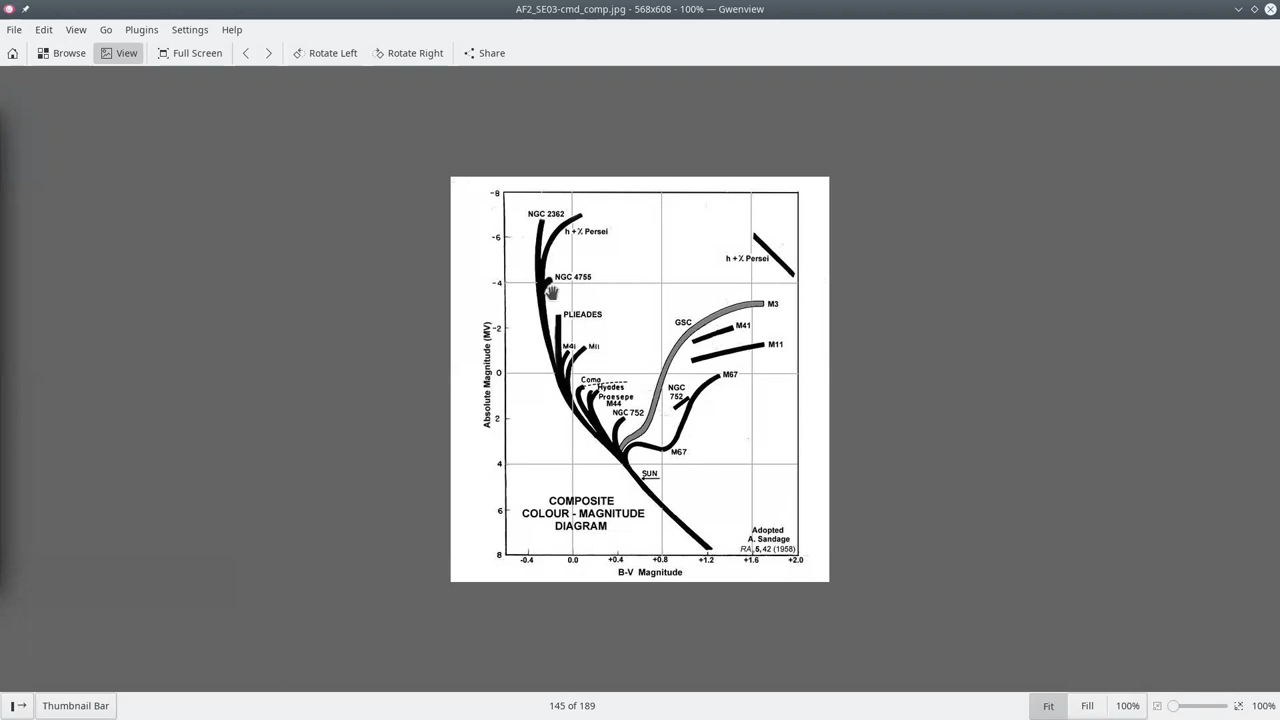 AF2_SE03-cmd_comp.jpg - 568x608 - 100% — Gwenview
File Edit View Go Plugins Settings Help
Browse View Full Screen Rotate Left Rotate Right Share
-8
NGC 2362
h + χ Persei
-6
h + χ Persei
NGC 4755
-4
M3
PLIEADES
GSC
M41
-2
M41 M11
M11
0
Coma
M67
Hyades
NGC
752
Praesepe
M44
NGC 752
2
M67
4
SUN
COMPOSITE
COLOUR - MAGNITUDE
DIAGRAM
6
Adopted
A. Sandage
RA, 5, 42 (1958)
8
-0.4 0.0 +0.4 +0.8 +1.2 +1.6 +2.0
B-V Magnitude
Absolute Magnitude (MV)
Thumbnail Bar 145 of 189 Fit Fill 100% 100%